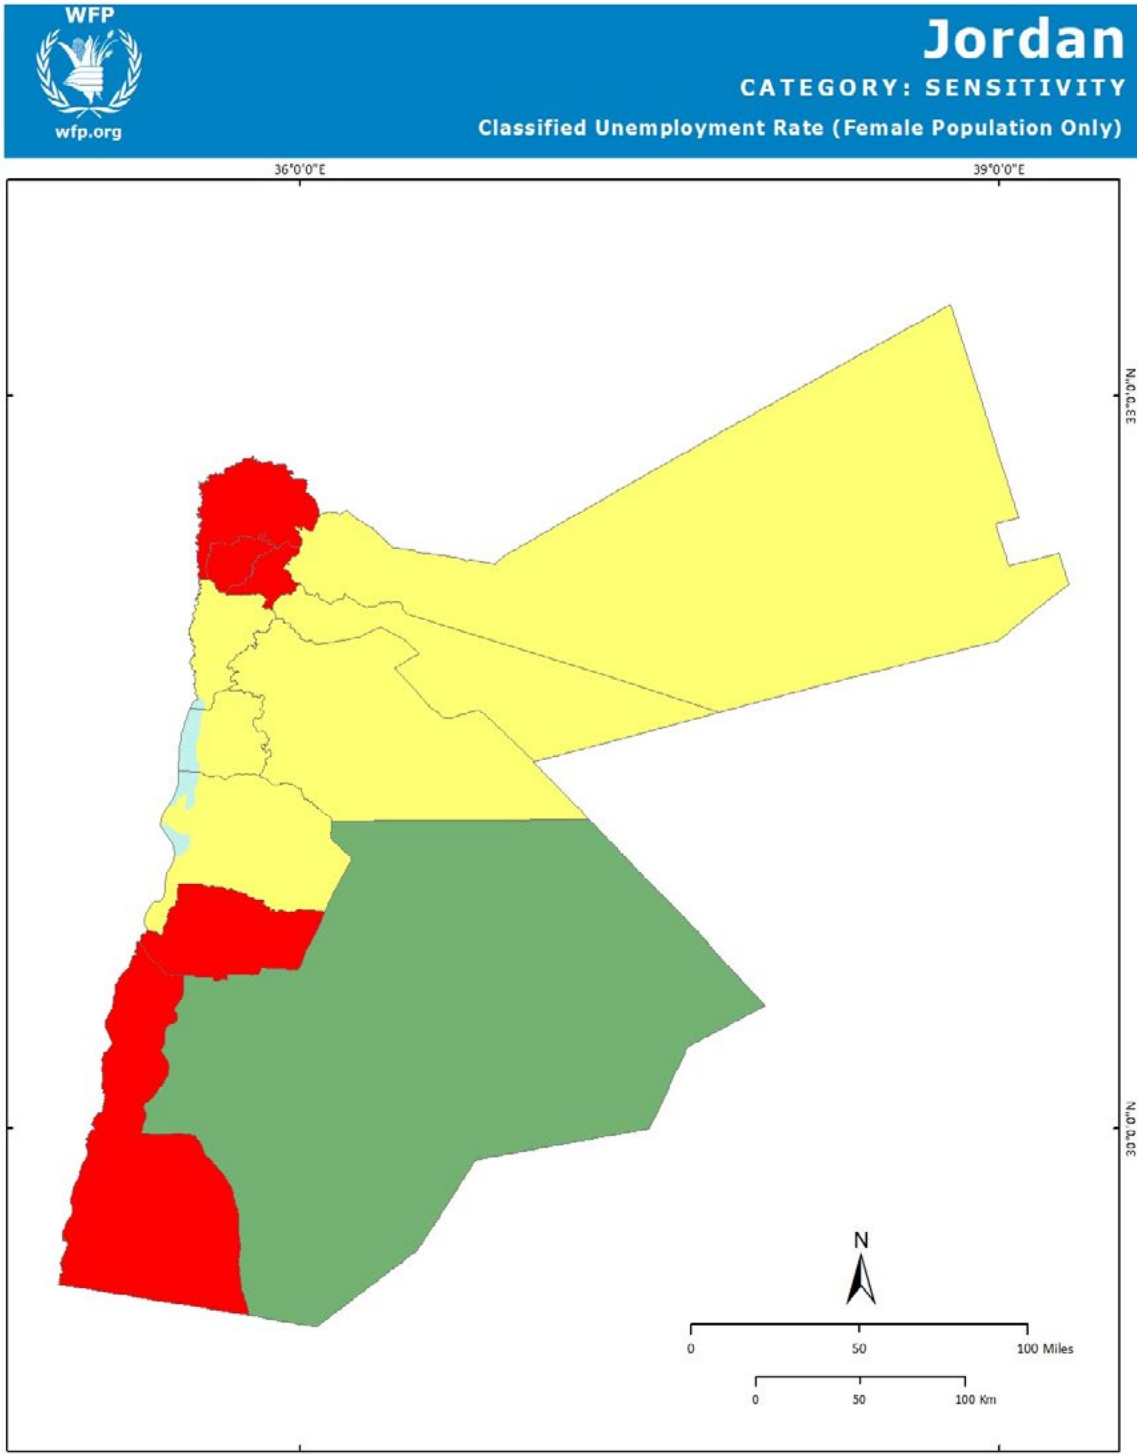 WFP
wfp.org
Jordan
CATEGORY: SENSITIVITY
Classified Unemployment Rate (Female Population Only)
36°0'0"E
39°0'0"E
33°0'0"N
30°0'0"N
N
0 50 100 Miles
0 50 100 Km